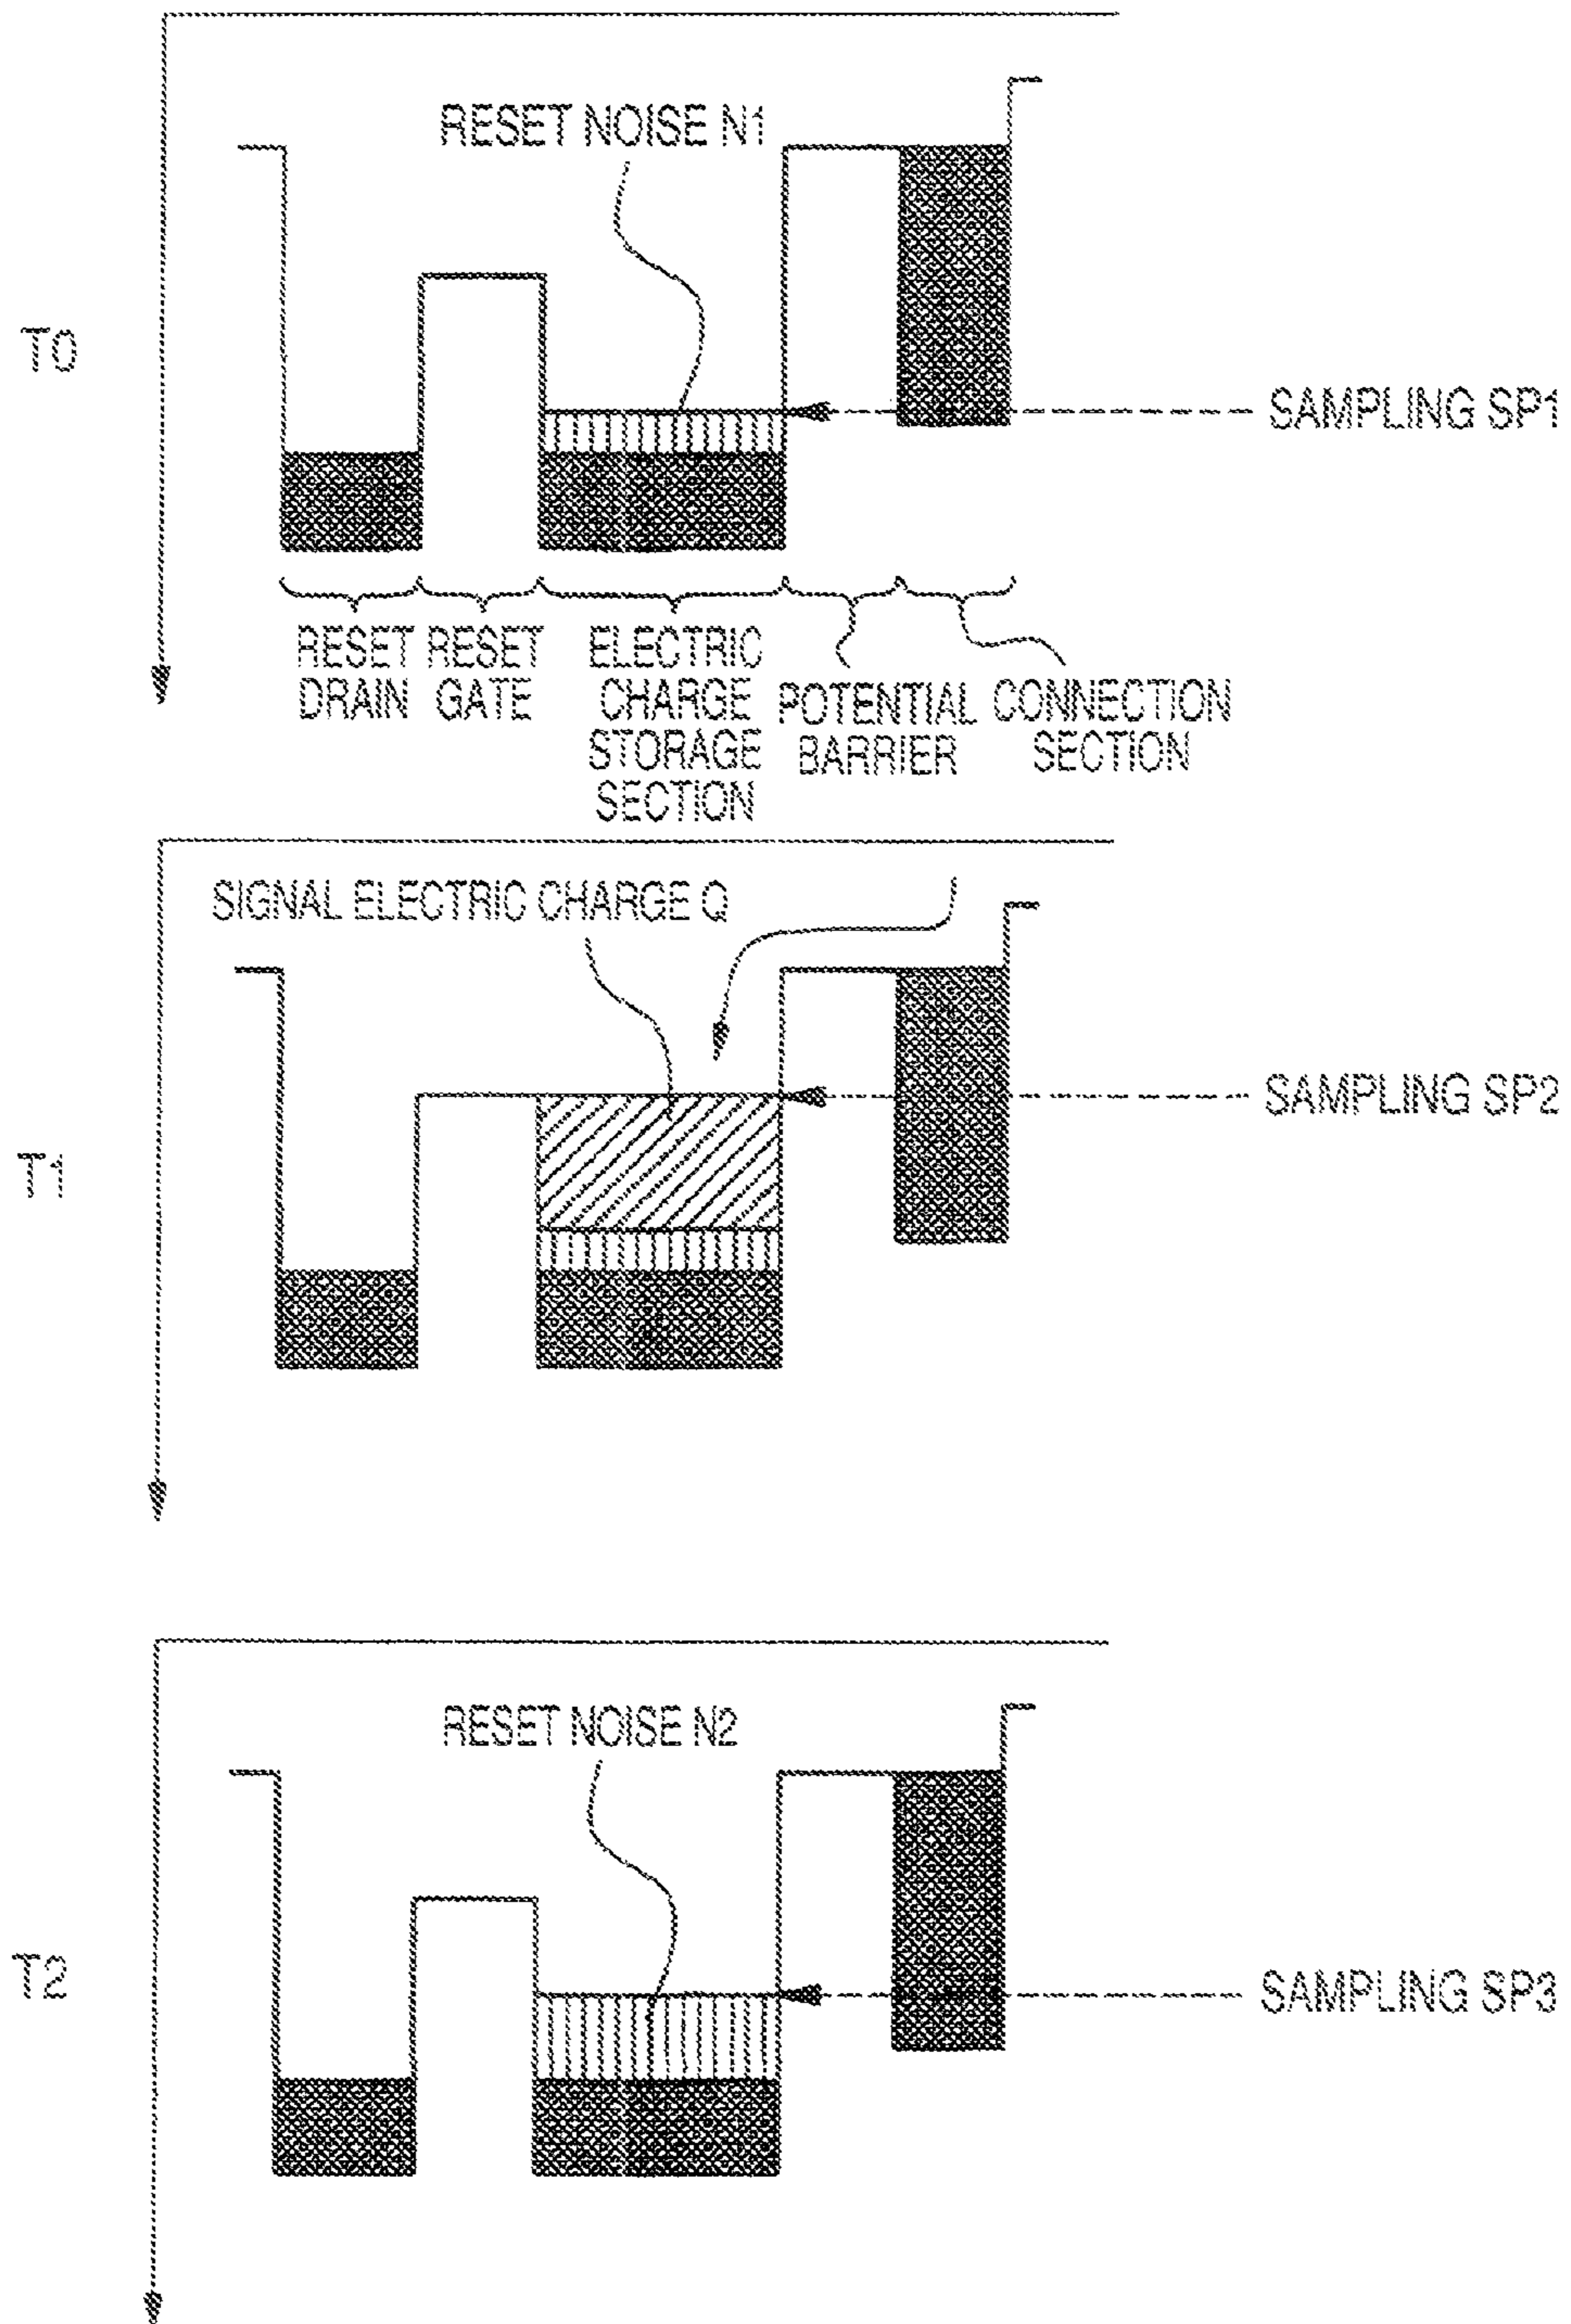 RESET NOISE N1
T0
SAMPLING SP1
RESET DRAIN
RESET GATE
ELECTRIC CHARGE STORAGE SECTION
POTENTIAL BARRIER
CONNECTION SECTION
SIGNAL ELECTRIC CHARGE Q
T1
SAMPLING SP2
RESET NOISE N2
T2
SAMPLING SP3